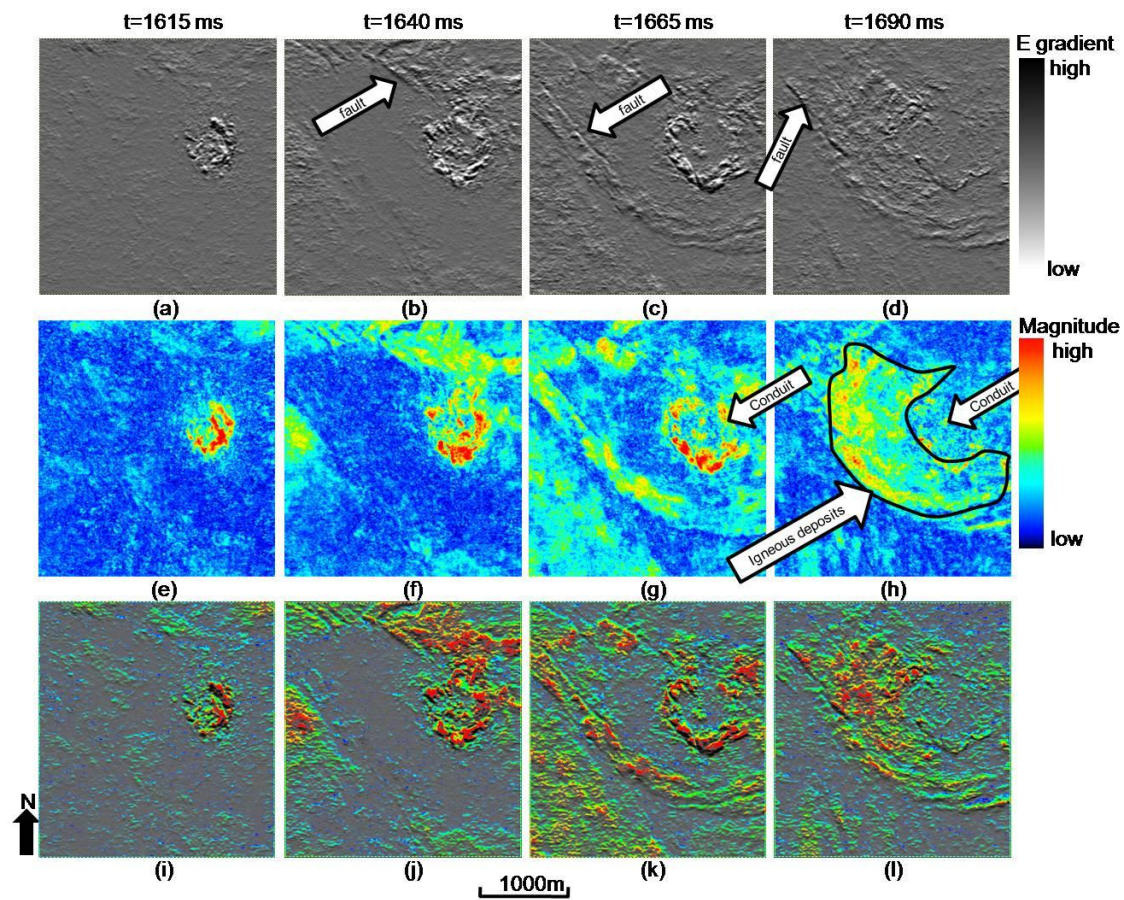 t=1615 ms
t=1640 ms
t=1665 ms
t=1690 ms
E gradient
high
low
fault
fault
fault
(a)
(b)
(c)
(d)
Magnitude
high
low
Conduit
Conduit
Igneous deposits
(e)
(f)
(g)
(h)
N
(i)
(j)
(k)
(l)
1000m